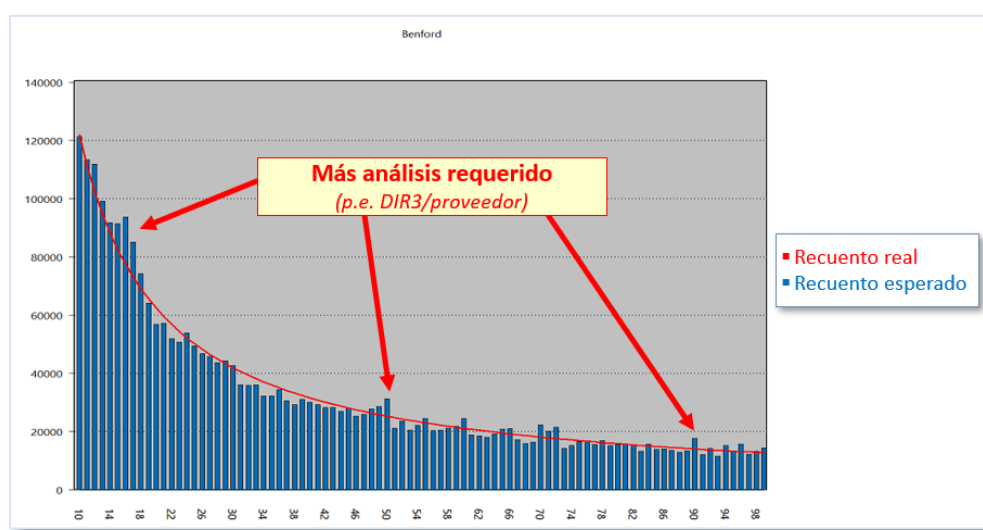 Benford
140000
120000
100000
80000
60000
40000
20000
0
Más análisis requerido
(p.e. DIR3/proveedor)
Recuento real
Recuento esperado
10 14 18 22 26 30 34 38 42 46 50 54 58 62 66 70 74 78 82 86 90 94 98